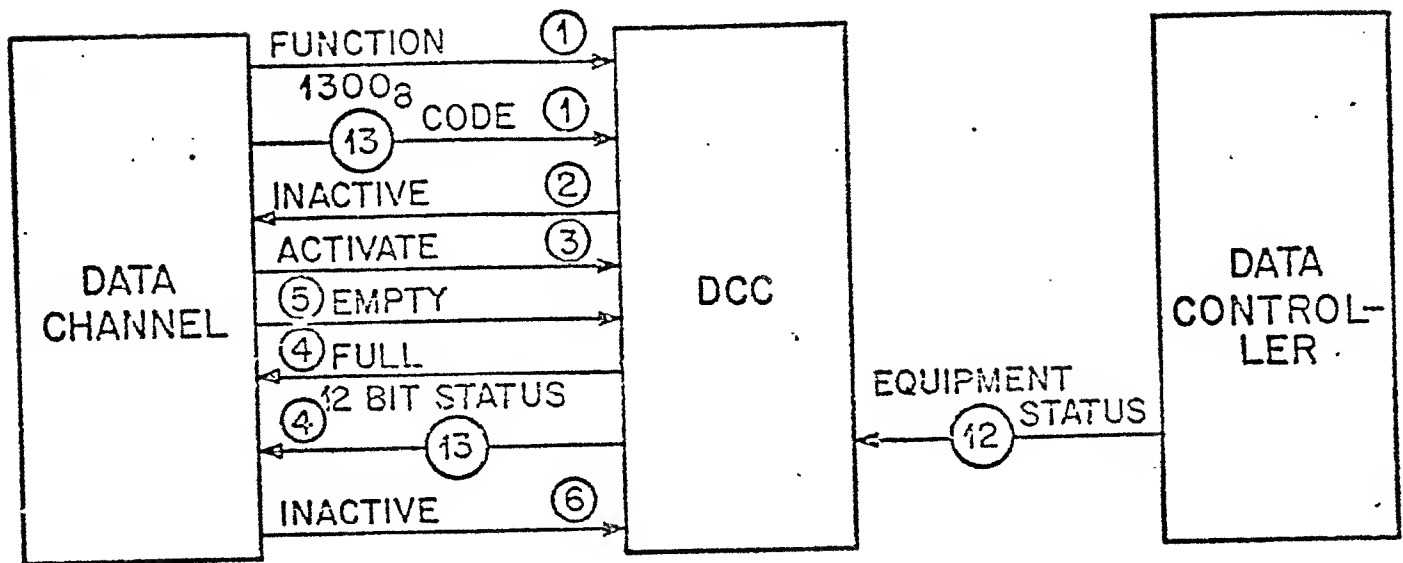 FUNCTION ①
1300₈
⑬ CODE ①
INACTIVE ②
ACTIVATE ③
⑤ EMPTY
④ FULL
12 BIT STATUS
④ ⑬
INACTIVE ⑥
DATA
CHANNEL
DCC
EQUIPMENT
STATUS
⑫
DATA
CONTROL-
LER